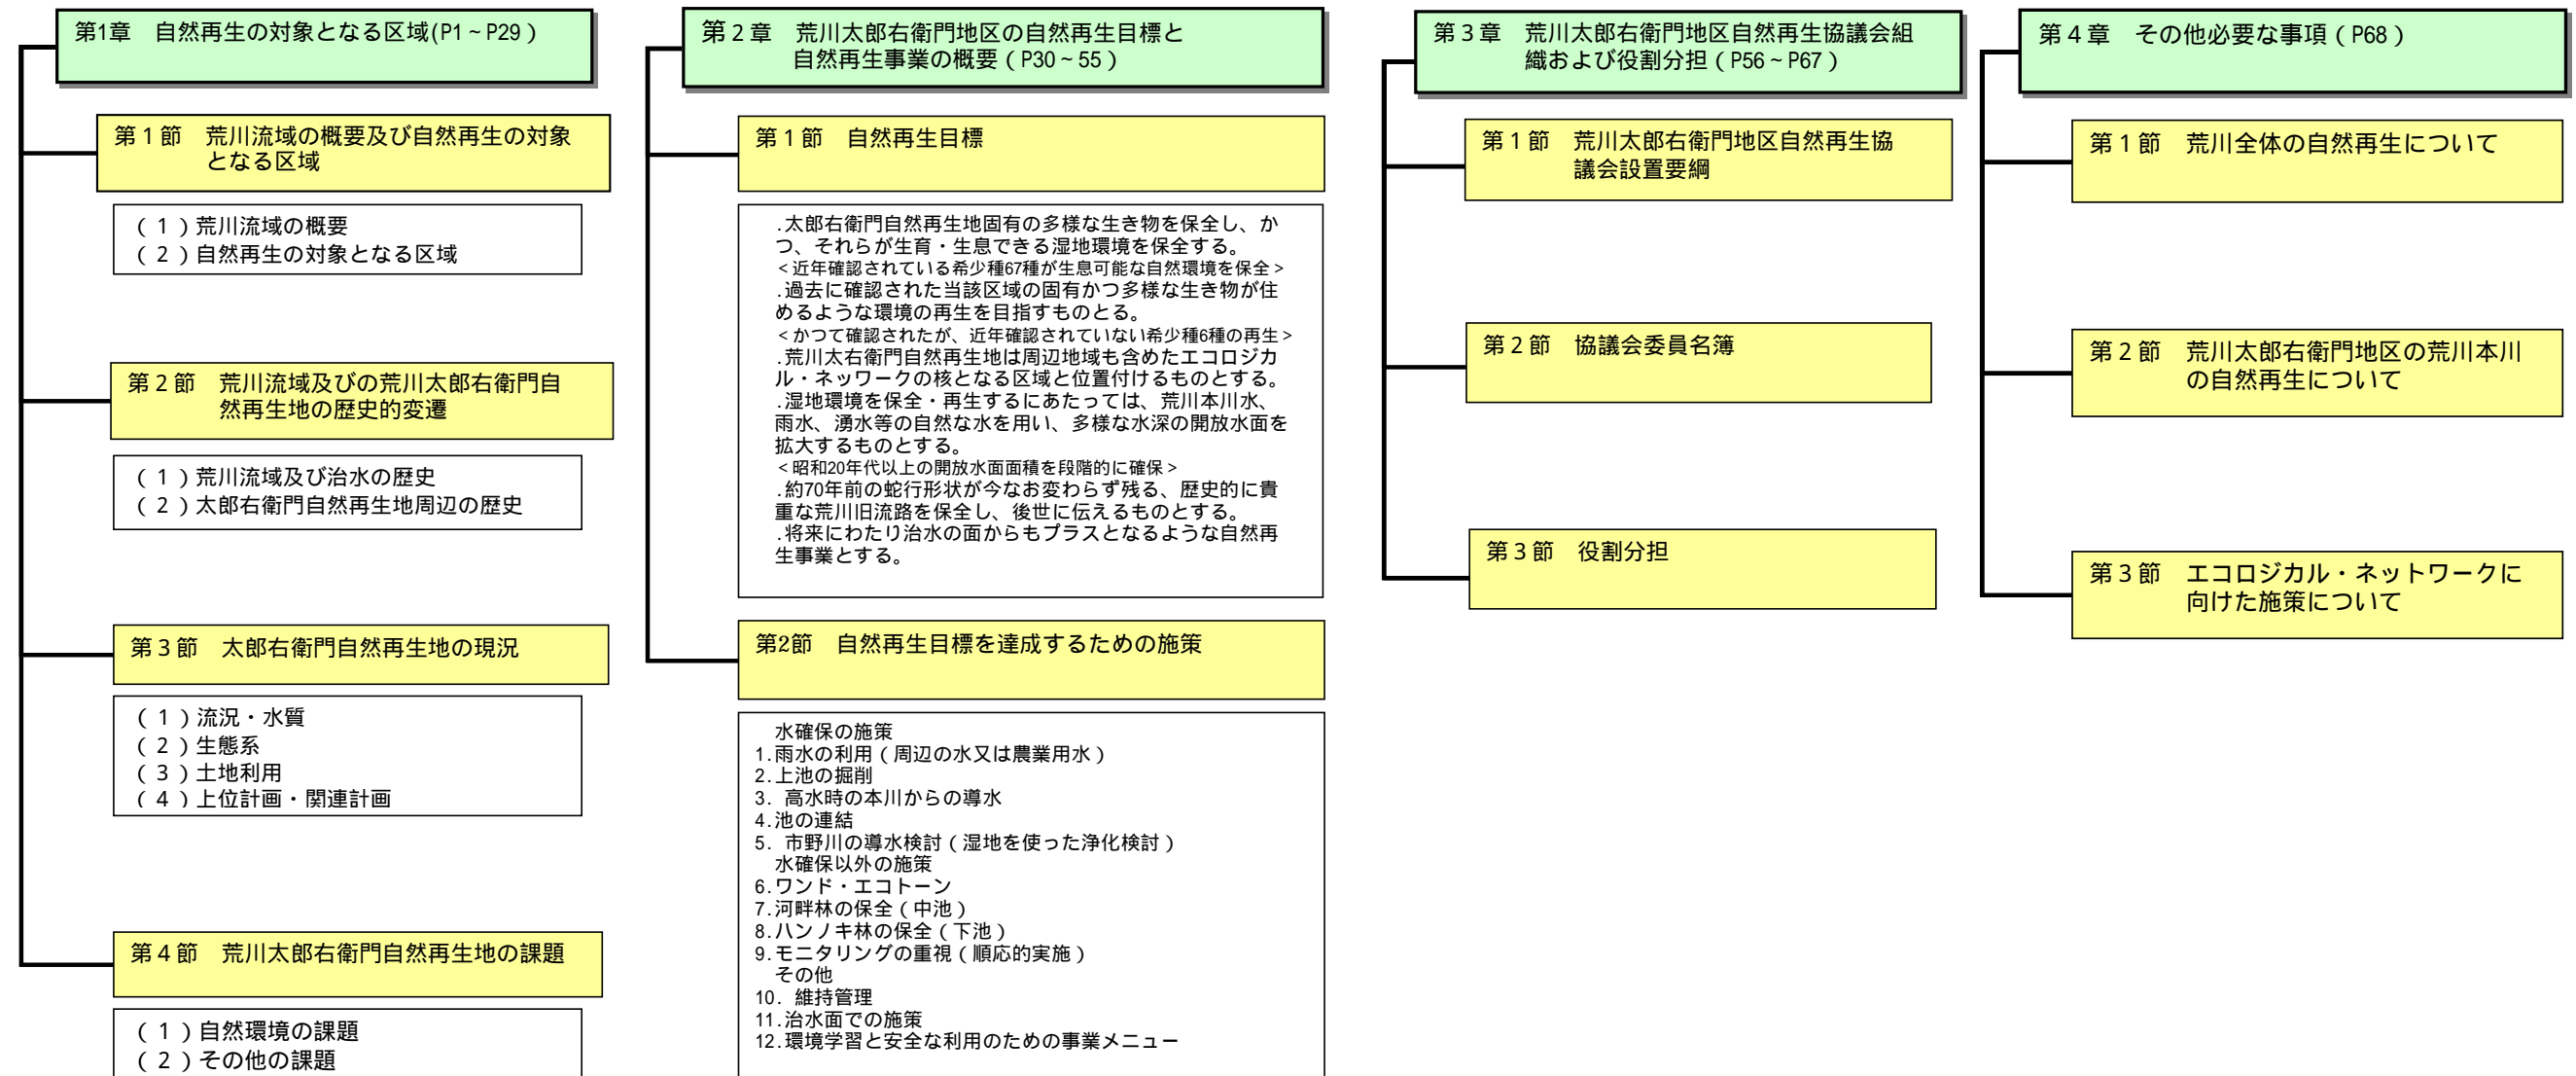 第1章　自然再生の対象となる区域(P1～P29)
第１節　荒川流域の概要及び自然再生の対象
となる区域
（１）荒川流域の概要
（２）自然再生の対象となる区域
第２節　荒川流域及びの荒川太郎右衛門自
然再生地の歴史的変遷
（１）荒川流域及び治水の歴史
（２）太郎右衛門自然再生地周辺の歴史
第３節　太郎右衛門自然再生地の現況
（１）流況・水質
（２）生態系
（３）土地利用
（４）上位計画・関連計画
第４節　荒川太郎右衛門自然再生地の課題
（１）自然環境の課題
（２）その他の課題
第２章　荒川太郎右衛門地区の自然再生目標と
自然再生事業の概要（P30～55）
第１節　自然再生目標
.太郎右衛門自然再生地固有の多様な生き物を保全し、か
つ、それらが生育・生息できる湿地環境を保全する。
＜近年確認されている希少種67種が生息可能な自然環境を保全＞
.過去に確認された当該区域の固有かつ多様な生き物が住
めるような環境の再生を目指すものとる。
＜かつて確認されたが、近年確認されていない希少種6種の再生＞
.荒川太右衛門自然再生地は周辺地域も含めたエコロジカ
ル・ネッワークの核となる区域と位置付けるものとする。
.湿地環境を保全・再生するにあたっては、荒川本川水、
雨水、湧水等の自然な水を用い、多様な水深の開放水面を
拡大するものとする。
＜昭和20年代以上の開放水面面積を段階的に確保＞
.約70年前の蛇行形状が今なお変わらず残る、歴史的に貴
重な荒川旧流路を保全し、後世に伝えるものとする。
.将来にわたり治水の面からもプラスとなるような自然再
生事業とする。
第2節　自然再生目標を達成するための施策
水確保の施策
1.雨水の利用（周辺の水又は農業用水）
2.上池の掘削
3. 高水時の本川からの導水
4.池の連結
5. 市野川の導水検討（湿地を使った浄化検討）
水確保以外の施策
6.ワンド・エコトーン
7.河畔林の保全（中池）
8.ハンノキ林の保全（下池）
9.モニタリングの重視（順応的実施）
その他
10. 維持管理
11.治水面での施策
12.環境学習と安全な利用のための事業メニュー
第３章　荒川太郎右衛門地区自然再生協議会組
織および役割分担（P56～P67）
第１節　荒川太郎右衛門地区自然再生協
議会設置要綱
第２節　協議会委員名簿
第３節　役割分担
第４章　その他必要な事項（P68）
第１節　荒川全体の自然再生について
第２節　荒川太郎右衛門地区の荒川本川
の自然再生について
第３節　エコロジカル・ネットワークに
向けた施策について